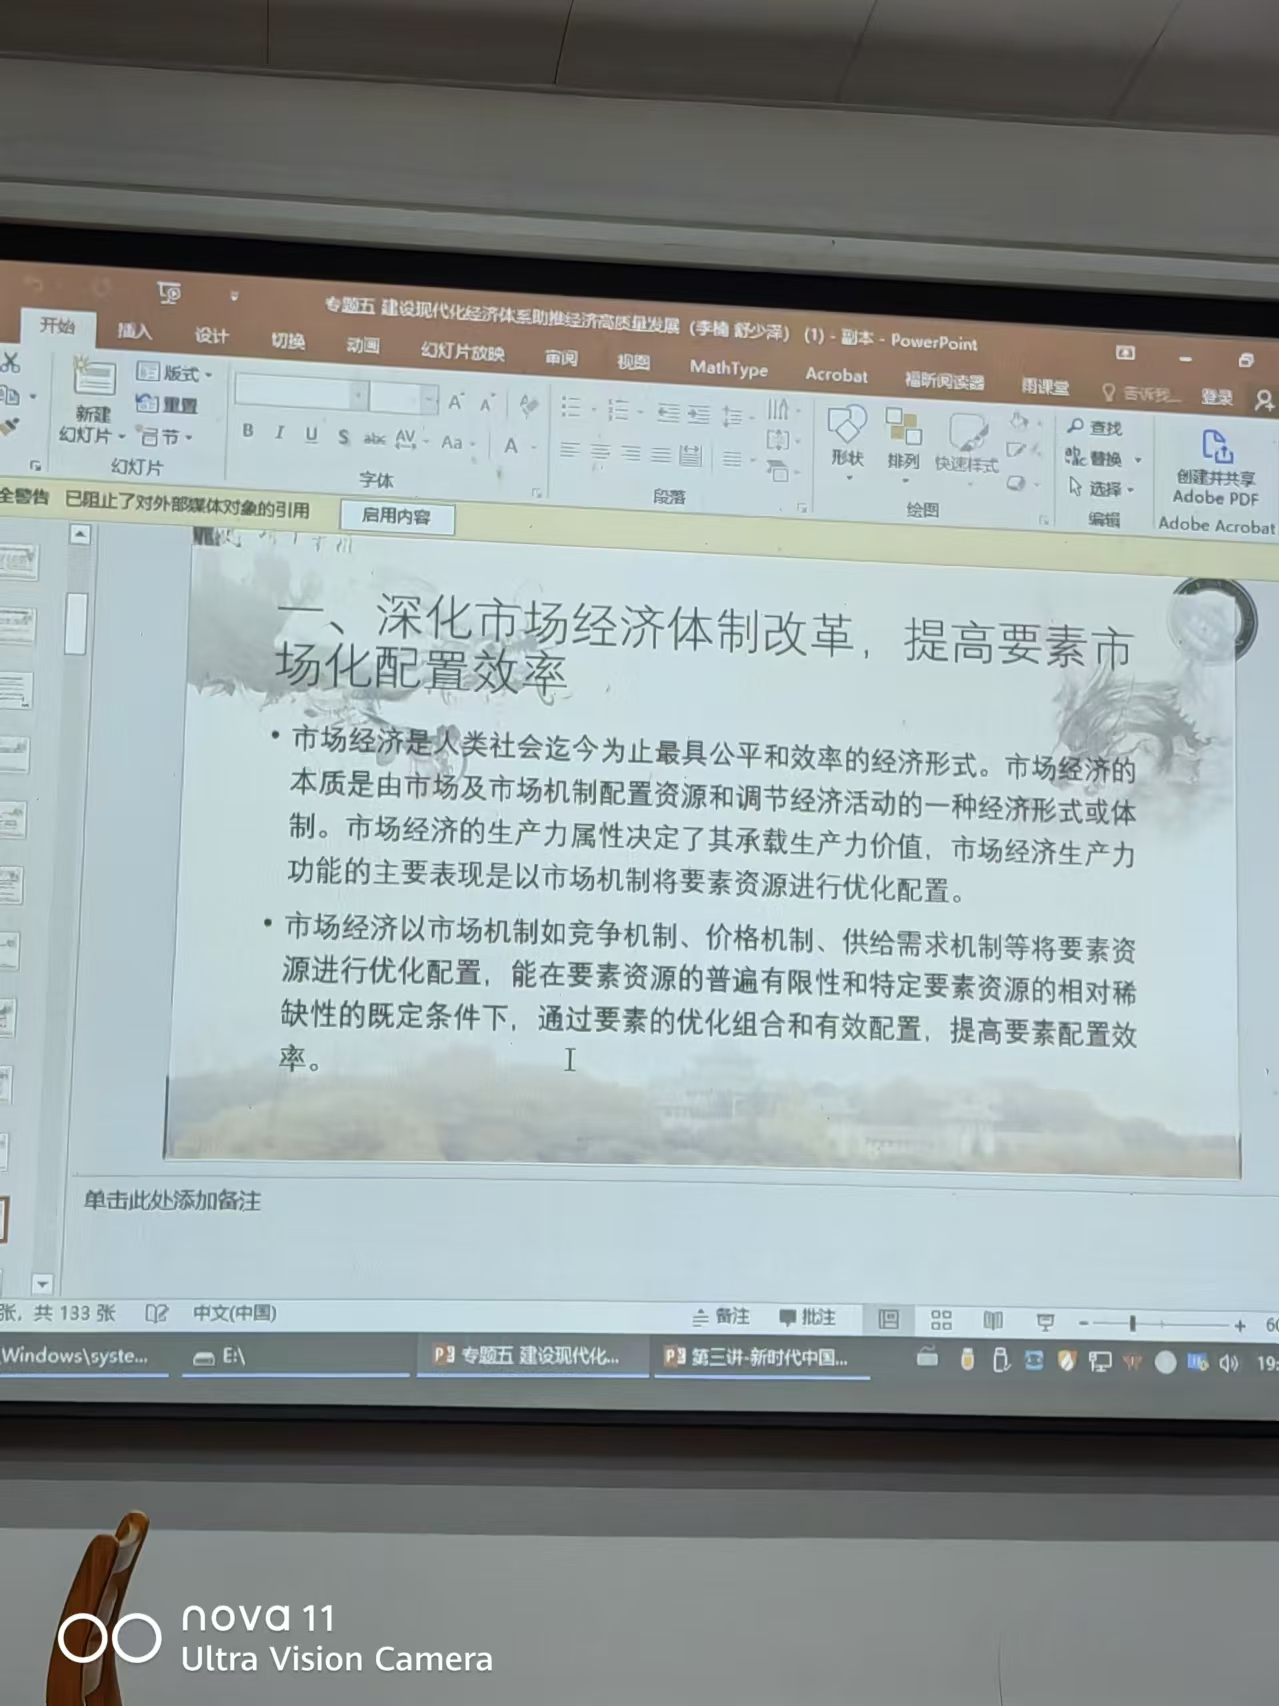 专题五 建设现代化经济体系助推经济高质量发展 (李楠 舒少泽) (1) - 副本 - PowerPoint
开始 插入 设计 切换 动画 幻灯片放映 审阅 视图 MathType Acrobat 福昕阅读器 雨课堂 告诉我... 登录
新建
幻灯片
版式
重置
节
幻灯片
B I U S abc AV Aa A
字体
段落
形状 排列 快速样式
绘图
查找
替换
选择
编辑
创建并共享
Adobe PDF
Adobe Acrobat
全警告 已阻止了对外部媒体对象的引用 启用内容
一、深化市场经济体制改革，提高要素市
场化配置效率
• 市场经济是人类社会迄今为止最具公平和效率的经济形式。市场经济的
本质是由市场及市场机制配置资源和调节经济活动的一种经济形式或体
制。市场经济的生产力属性决定了其承载生产力价值，市场经济生产力
功能的主要表现是以市场机制将要素资源进行优化配置。
• 市场经济以市场机制如竞争机制、价格机制、供给需求机制等将要素资
源进行优化配置，能在要素资源的普遍有限性和特定要素资源的相对稀
缺性的既定条件下，通过要素的优化组合和有效配置，提高要素配置效
率。
单击此处添加备注
张，共 133 张 中文(中国) 备注 批注
Windows\syste... E:\ 专题五 建设现代化... 第三讲-新时代中国...
nova 11
Ultra Vision Camera